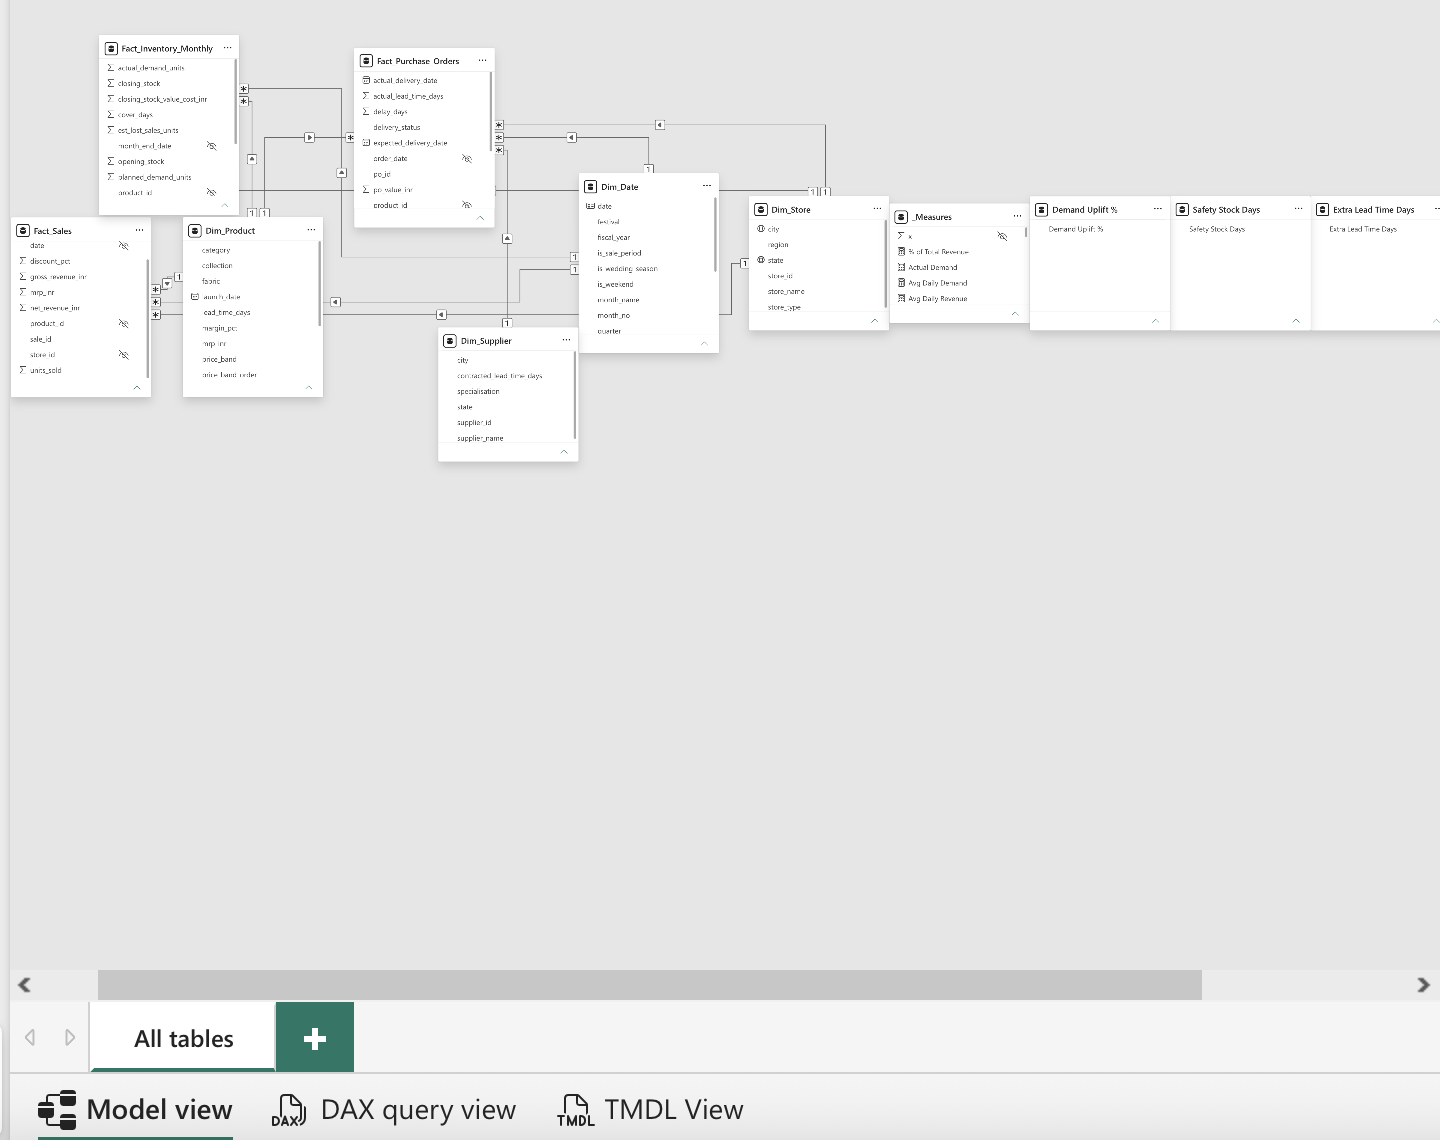 Fact_Inventory_Monthly
actual_demand_units
closing_stock
closing_stock_value_cost_inr
cover_days
est_lost_sales_units
month_end_date
opening_stock
planned_demand_units
product_id
Fact_Purchase_Orders
actual_delivery_date
actual_lead_time_days
delay_days
delivery_status
expected_delivery_date
order_date
po_id
po_value_inr
product_id
Dim_Date
date
festival
fiscal_year
is_sale_period
is_wedding_season
is_weekend
month_name
month_no
quarter
Dim_Store
city
region
state
store_id
store_name
store_type
_Measures
x
% of Total Revenue
Actual Demand
Avg Daily Demand
Avg Daily Revenue
Demand Uplift %
Demand Uplift %
Safety Stock Days
Safety Stock Days
Extra Lead Time Days
Extra Lead Time Days
Fact_Sales
date
discount_pct
gross_revenue_inr
mrp_inr
net_revenue_inr
product_id
sale_id
store_id
units_sold
Dim_Product
category
collection
fabric
launch_date
lead_time_days
margin_pct
mrp_inr
price_band
price_band_order
Dim_Supplier
city
contracted_lead_time_days
specialisation
state
supplier_id
supplier_name
All tables
Model view
DAX DAX query view
TMDL TMDL View